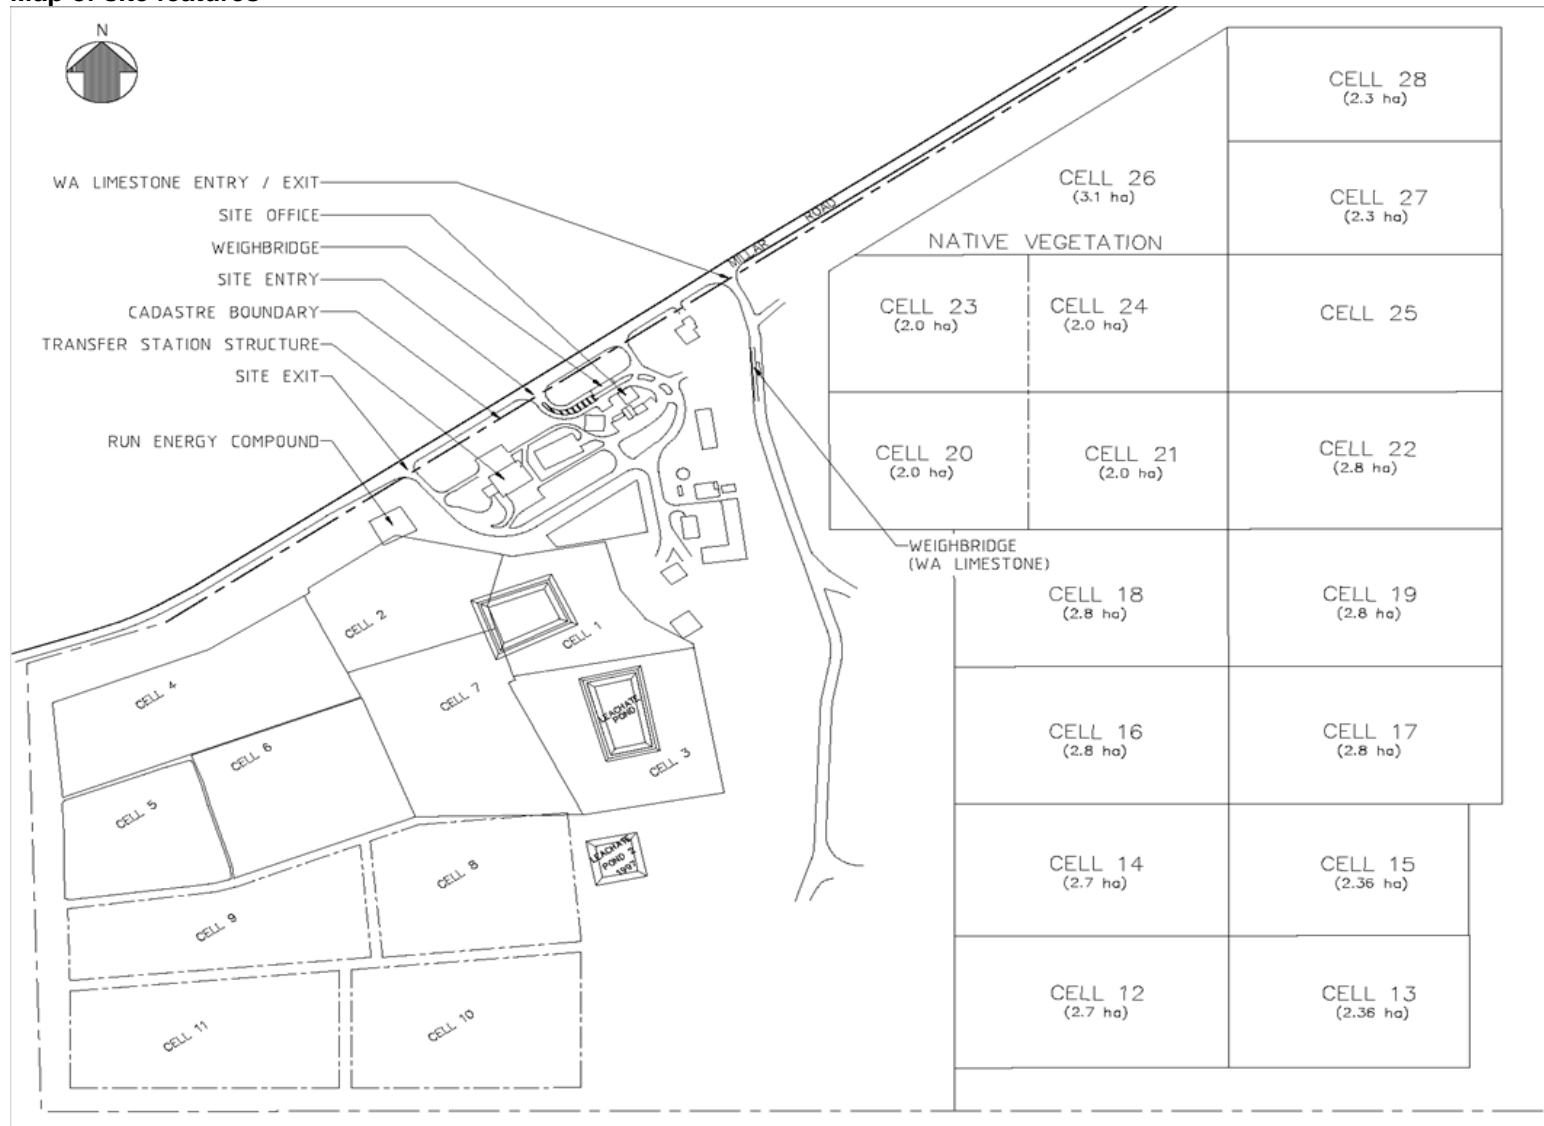 Map of site features
N
CELL 28
(2.3 ha)
WA LIMESTONE ENTRY / EXIT
SITE OFFICE
WEIGHBRIDGE
SITE ENTRY
CADASTRE BOUNDARY
TRANSFER STATION STRUCTURE
SITE EXIT
RUN ENERGY COMPOUND
MILLAR ROAD
CELL 26
(3.1 ha)
CELL 27
(2.3 ha)
NATIVE VEGETATION
CELL 23
(2.0 ha)
CELL 24
(2.0 ha)
CELL 25
CELL 20
(2.0 ha)
CELL 21
(2.0 ha)
CELL 22
(2.8 ha)
WEIGHBRIDGE
(WA LIMESTONE)
CELL 18
(2.8 ha)
CELL 19
(2.8 ha)
CELL 2
CELL 1
CELL 4
CELL 7
LEACHATE
POND
CELL 3
CELL 6
CELL 5
CELL 16
(2.8 ha)
CELL 17
(2.8 ha)
LEACHATE
POND 2
1997
CELL 8
CELL 9
CELL 14
(2.7 ha)
CELL 15
(2.36 ha)
CELL 11
CELL 10
CELL 12
(2.7 ha)
CELL 13
(2.36 ha)